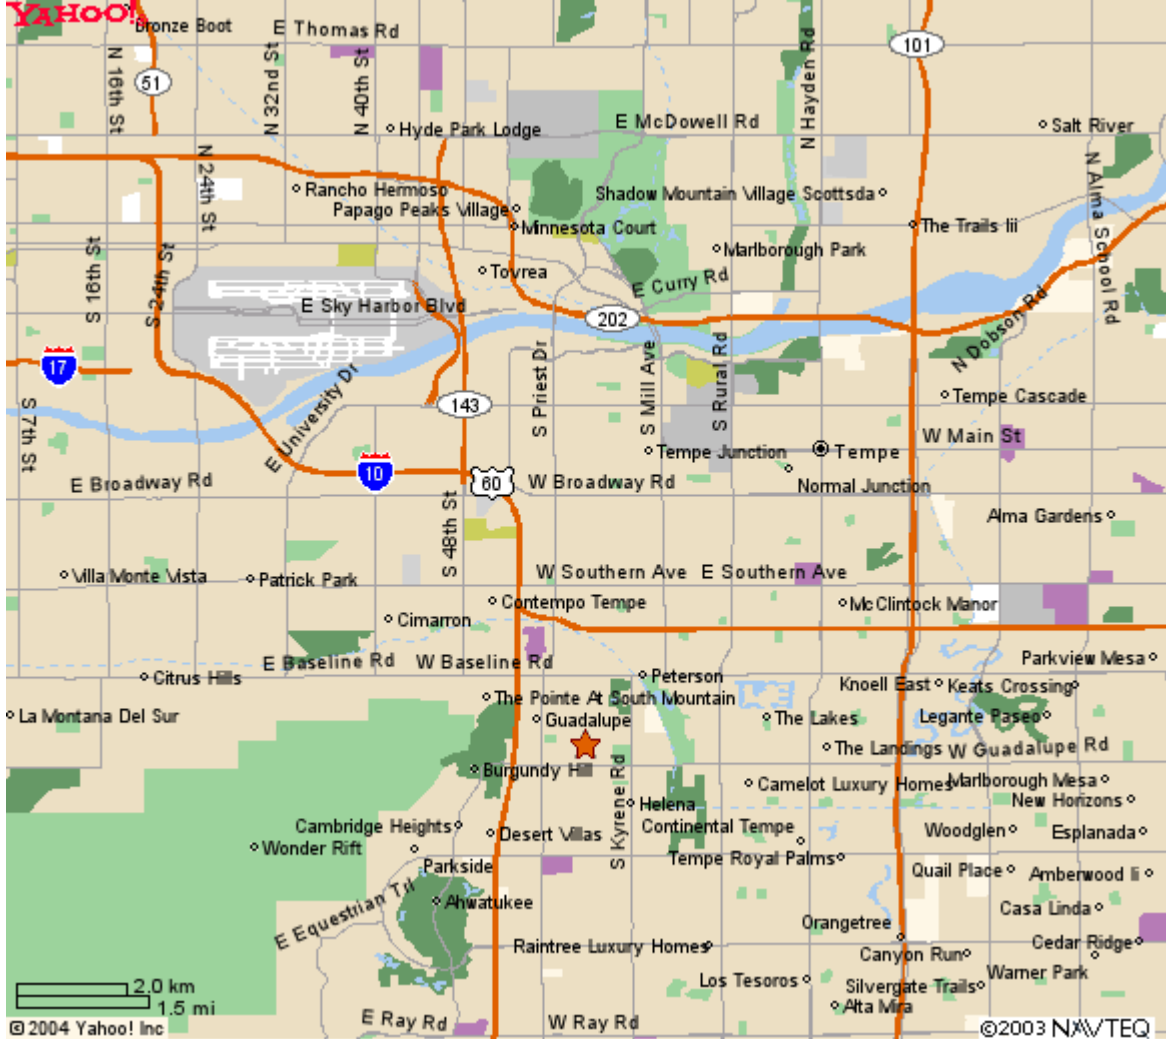 YAHOO!
Bronze Boot
E Thomas Rd
51
101
N 16th St
N 32nd St
N 40th St
N Hayden Rd
Hyde Park Lodge
E McDowell Rd
Salt River
N 24th St
N Alma School Rd
Rancho Hermoso
Shadow Mountain Village Scottsda
Papago Peaks Village
Minnesota Court
The Trails Iii
S 16th St
S 24th St
Marlborough Park
Tovrea
E Curry Rd
E Sky Harbor Blvd
202
N Dobson Rd
17
S Priest Dr
S Mill Ave
S Rural Rd
E University Dr
S 7th St
143
Tempe Cascade
W Main St
Tempe Junction
Tempe
10
60
E Broadway Rd
W Broadway Rd
Normal Junction
S 48th St
Alma Gardens
Villa Monte Vista
Patrick Park
W Southern Ave
E Southern Ave
Contempo Tempe
McClintock Manor
Cimarron
E Baseline Rd
W Baseline Rd
Parkview Mesa
Citrus Hills
Peterson
Knoell East
Keats Crossing
The Pointe At South Mountain
La Montana Del Sur
Guadalupe
The Lakes
Legante Paseo
The Landings
W Guadalupe Rd
Burgundy Hill
S Kyrene Rd
Camelot Luxury Homes
Marlborough Mesa
Helena
New Horizons
Cambridge Heights
Desert Villas
Continental Tempe
Woodglen
Esplanada
Wonder Rift
Parkside
Tempe Royal Palms
Quail Place
Amberwood Ii
E Equestrian Trl
Ahwatukee
Casa Linda
Orangetree
Raintree Luxury Homes
Canyon Run
Cedar Ridge
Warner Park
Los Tesoros
Silvergate Trails
2.0 km
1.5 mi
Alta Mira
E Ray Rd
W Ray Rd
© 2004 Yahoo! Inc
©2003 NAVTEQ